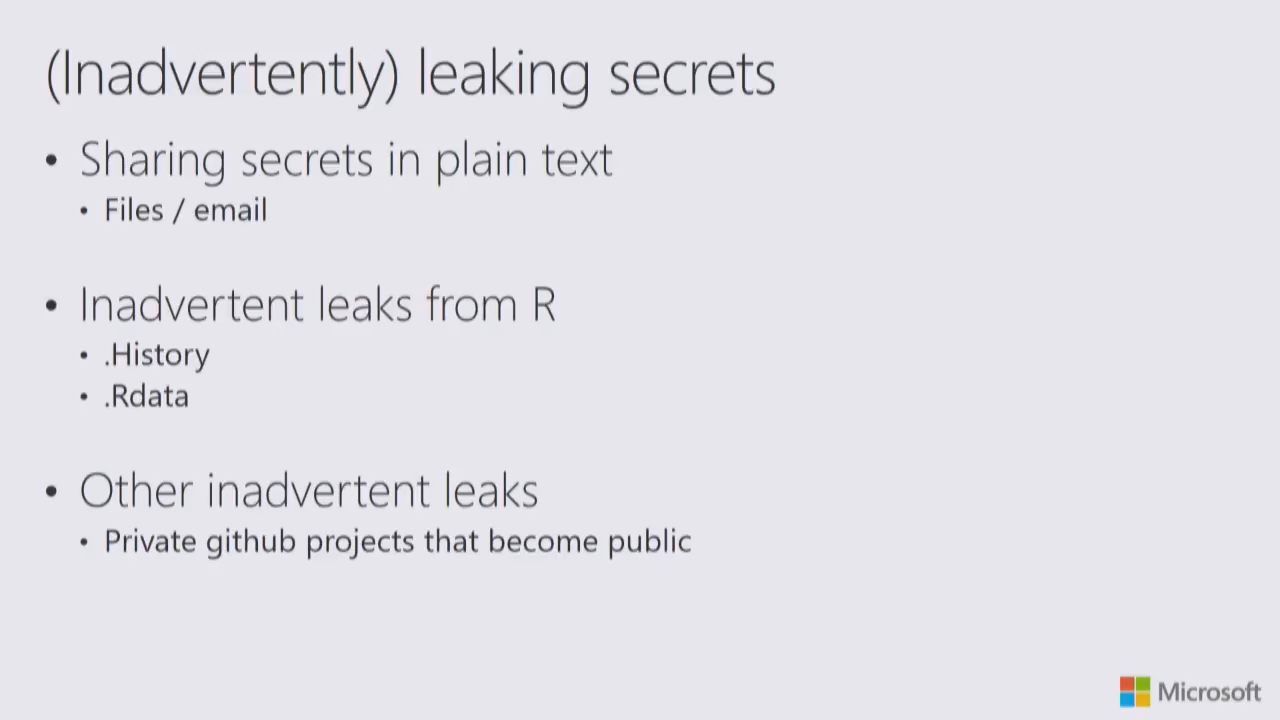 (Inadvertently) leaking secrets
• Sharing secrets in plain text
• Files / email
• Inadvertent leaks from R
• .History
• .Rdata
• Other inadvertent leaks
• Private github projects that become public
Microsoft